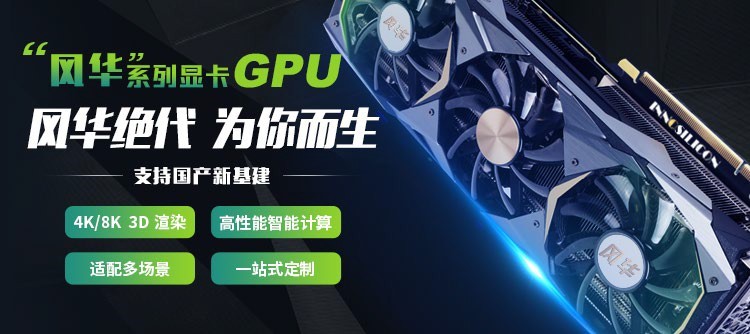 “风华”系列显卡GPU
风华绝代 为你而生
支持国产新基建
4K/8K 3D 渲染
高性能智能计算
适配多场景
一站式定制
风华
INNOSILICON
风华